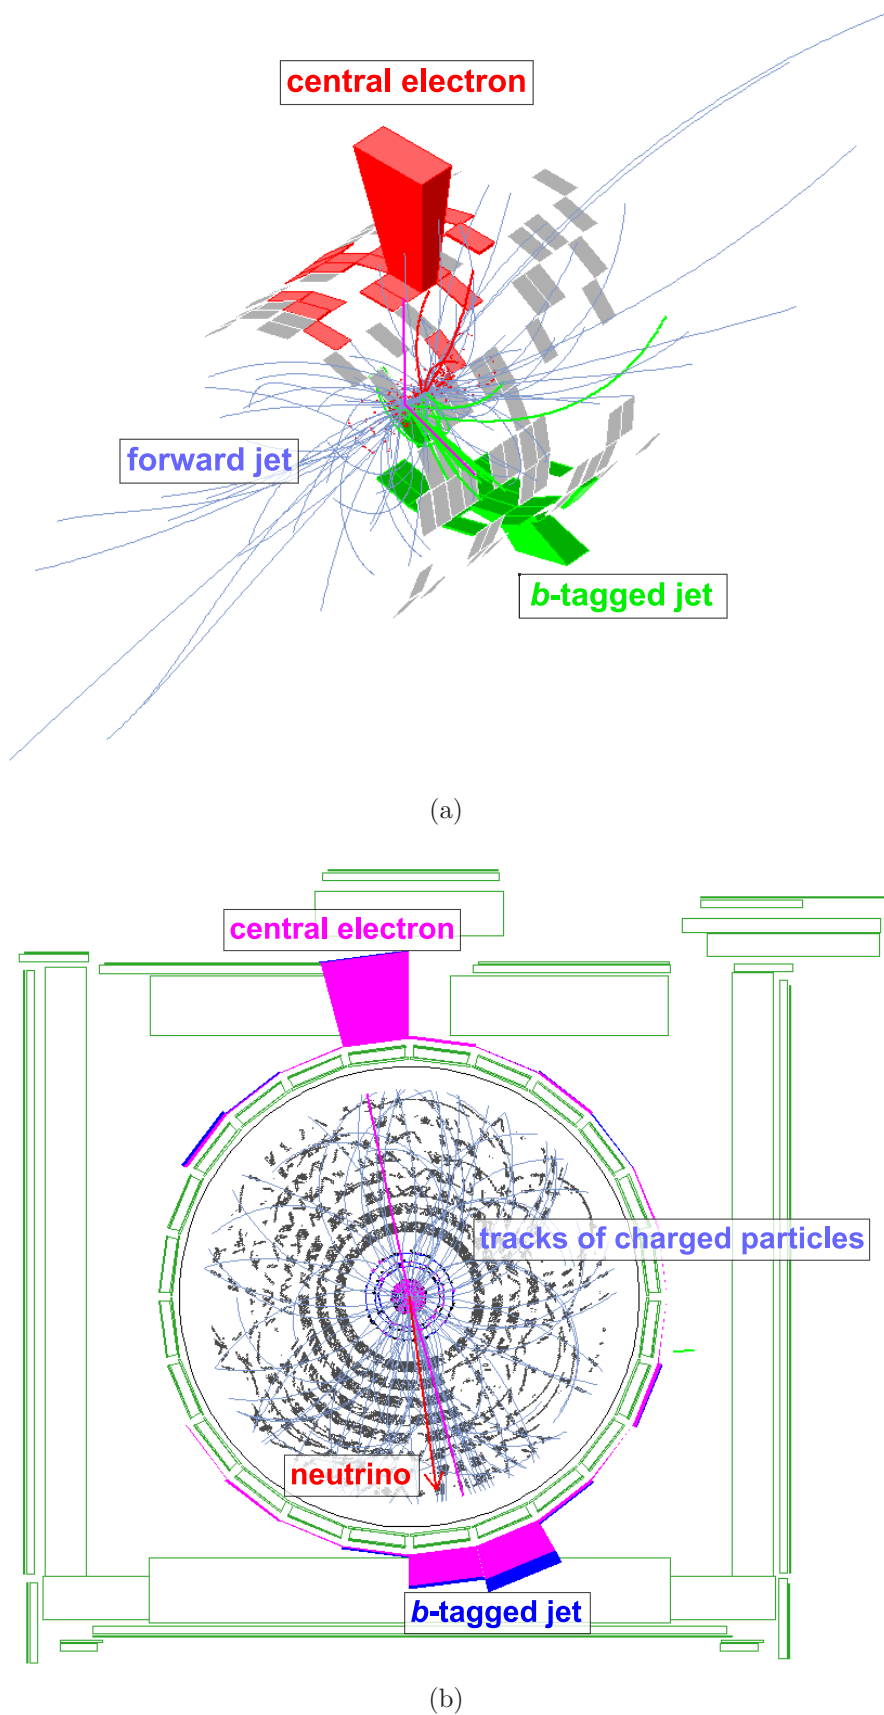 central electron
forward jet
b-tagged jet
(a)
central electron
tracks of charged particles
neutrino
b-tagged jet
(b)